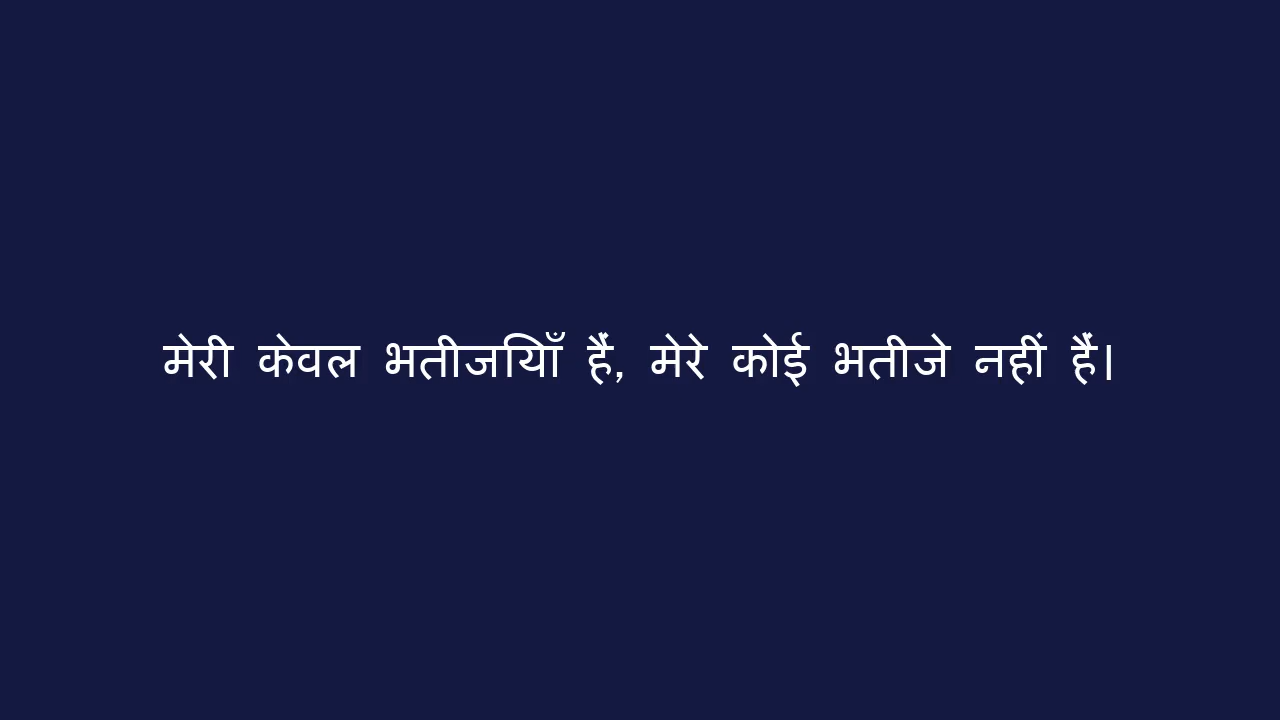 मेरी केवल भतीजियाँ हैं, मेरे कोई भतीजे नहीं हैं।